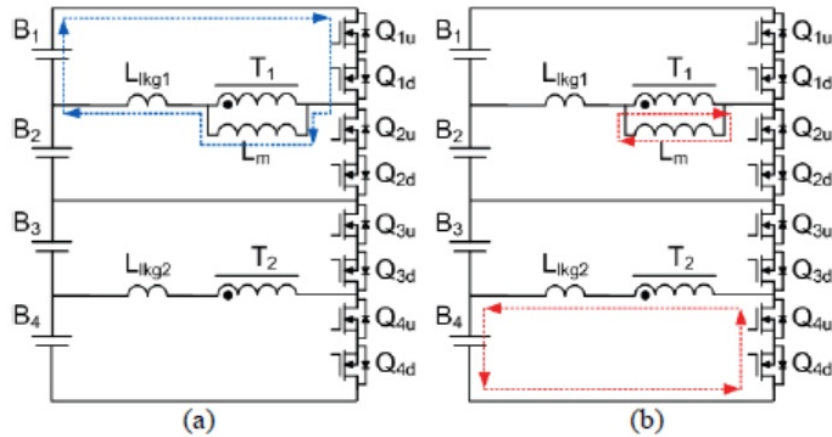 B1
Q1u
Llkg1
T1
Q1d
B2
Q2u
Lm
Q2d
B3
Q3u
Llkg2
T2
Q3d
B4
Q4u
Q4d
(a)
B1
Q1u
Llkg1
T1
Q1d
B2
Q2u
Lm
Q2d
B3
Q3u
Llkg2
T2
Q3d
B4
Q4u
Q4d
(b)